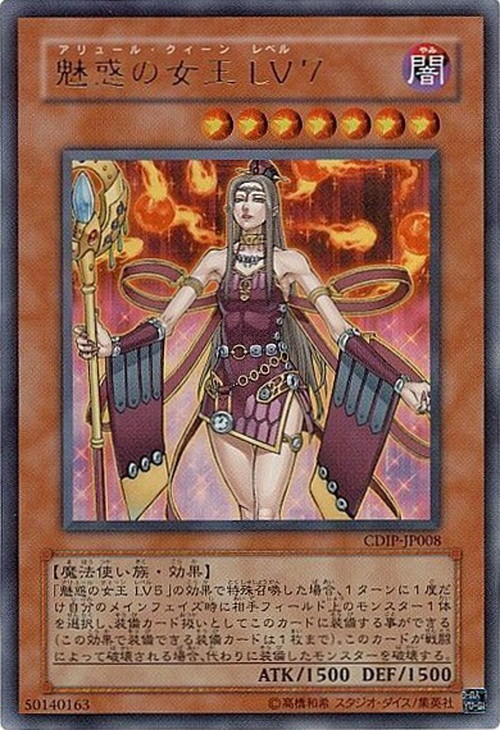 アリュール・クィーン レベル
魅惑の女王 LV7
やみ
闇
CDIP-JP008
【魔法使い族・効果】
「魅惑の女王 LV5」の効果で特殊召喚した場合、1ターンに1度だ
け自分のメインフェイズ時に相手フィールド上のモンスター1体
を選択し、装備カード扱いとしてこのカードに装備する事ができる
(この効果で装備できる装備カードは1枚まで)。このカードが戦闘
によって破壊される場合、代わりに装備したモンスターを破壊する。
ATK/1500 DEF/1500
50140163
©高橋和希 スタジオ・ダイス/集英社